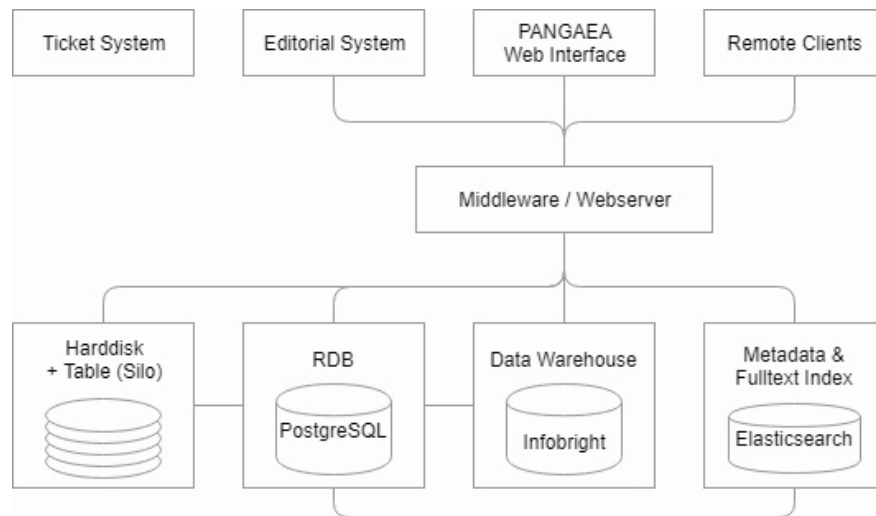 Ticket System
Editorial System
PANGAEA
Web Interface
Remote Clients
Middleware / Webserver
Harddisk
+ Table (Silo)
RDB
PostgreSQL
Data Warehouse
Infobright
Metadata &
Fulltext Index
Elasticsearch